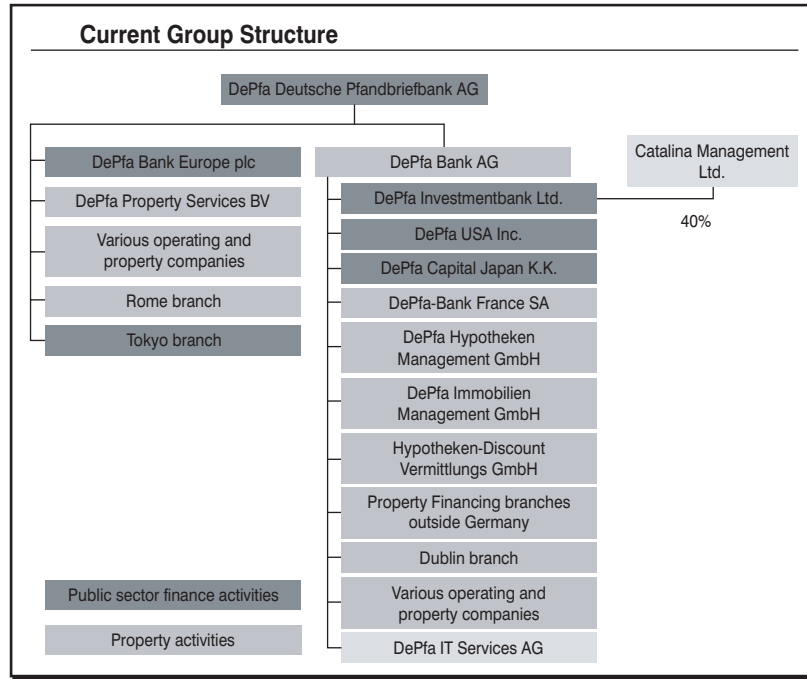 Current Group Structure
DePfa Deutsche Pfandbriefbank AG
DePfa Bank Europe plc
DePfa Property Services BV
Various operating and
property companies
Rome branch
Tokyo branch
DePfa Bank AG
DePfa Investmentbank Ltd.
DePfa USA Inc.
DePfa Capital Japan K.K.
DePfa-Bank France SA
DePfa Hypotheken
Management GmbH
DePfa Immobilien
Management GmbH
Hypotheken-Discount
Vermittlungs GmbH
Property Financing branches
outside Germany
Dublin branch
Various operating and
property companies
DePfa IT Services AG
Catalina Management
Ltd.
40%
Public sector finance activities
Property activities